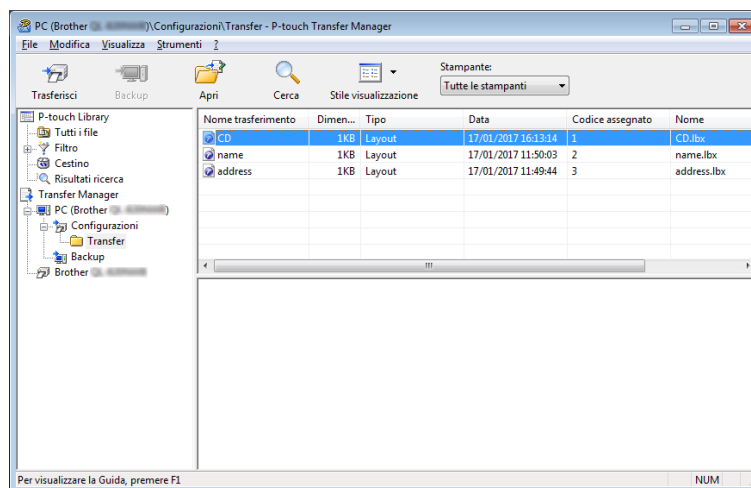 PC (Brother )\Configurazioni\Transfer - P-touch Transfer Manager
File Modifica Visualizza Strumenti ?
Trasferisci Backup Apri Cerca Stile visualizzazione
Stampante:
Tutte le stampanti
P-touch Library
Tutti i file
Filtro
Cestino
Risultati ricerca
Transfer Manager
PC (Brother )
Configurazioni
Transfer
Backup
Brother
Nome trasferimento Dimen... Tipo Data Codice assegnato Nome
CD 1KB Layout 17/01/2017 16:13:14 1 CD.lbx
name 1KB Layout 17/01/2017 11:50:03 2 name.lbx
address 1KB Layout 17/01/2017 11:49:44 3 address.lbx
Per visualizzare la Guida, premere F1 NUM